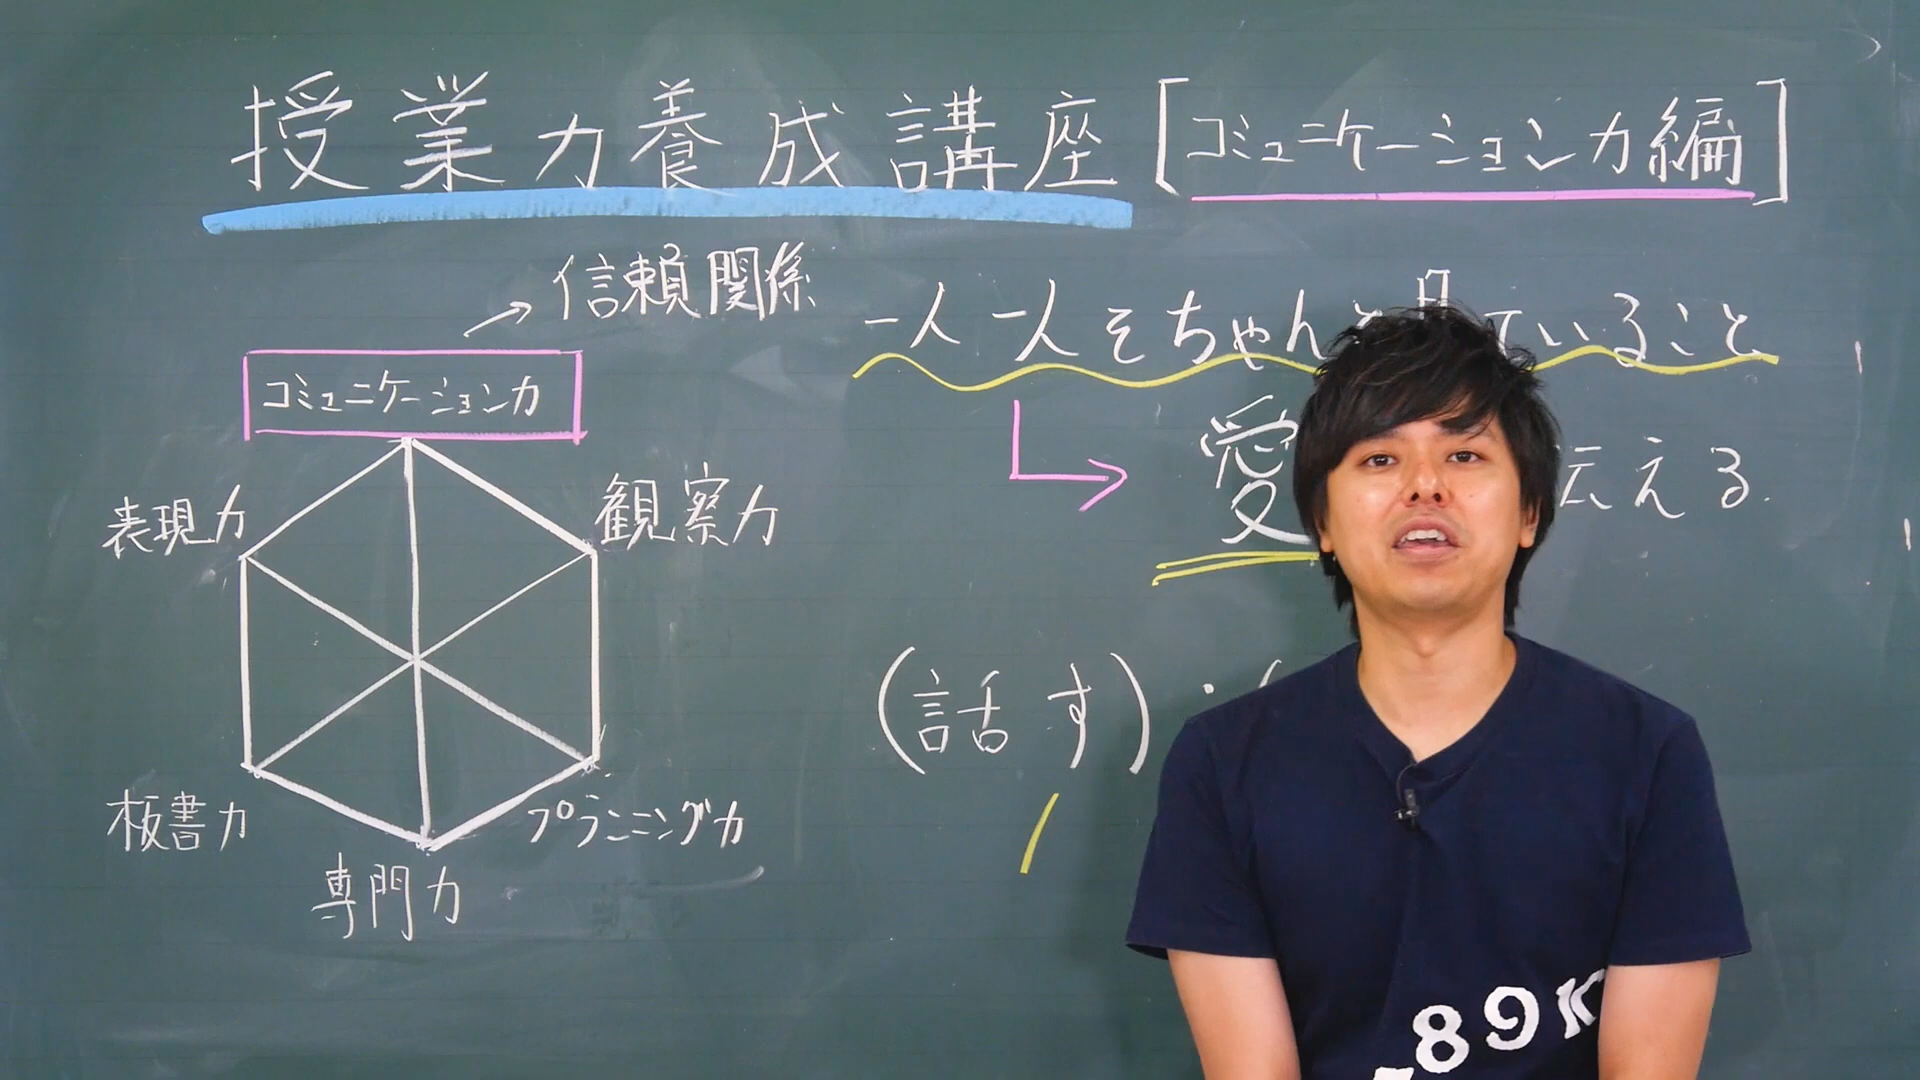 授業力養成講座[コミュニケーション力編]
信頼関係
コミュニケーション力
表現力
観察力
板書力
プランニング力
専門力
一人一人をちゃんと見ていること
愛
伝える.
(話す)・(
89